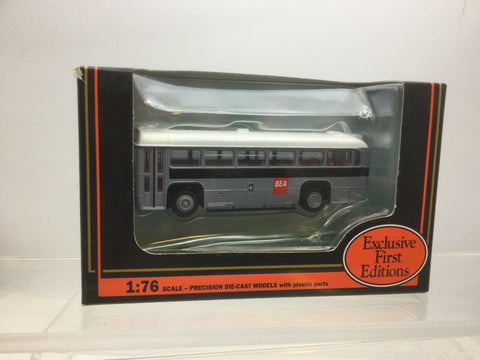 BEA
Exclusive
First
Editions
1:76 SCALE – PRECISION DIE-CAST MODELS with plastic parts